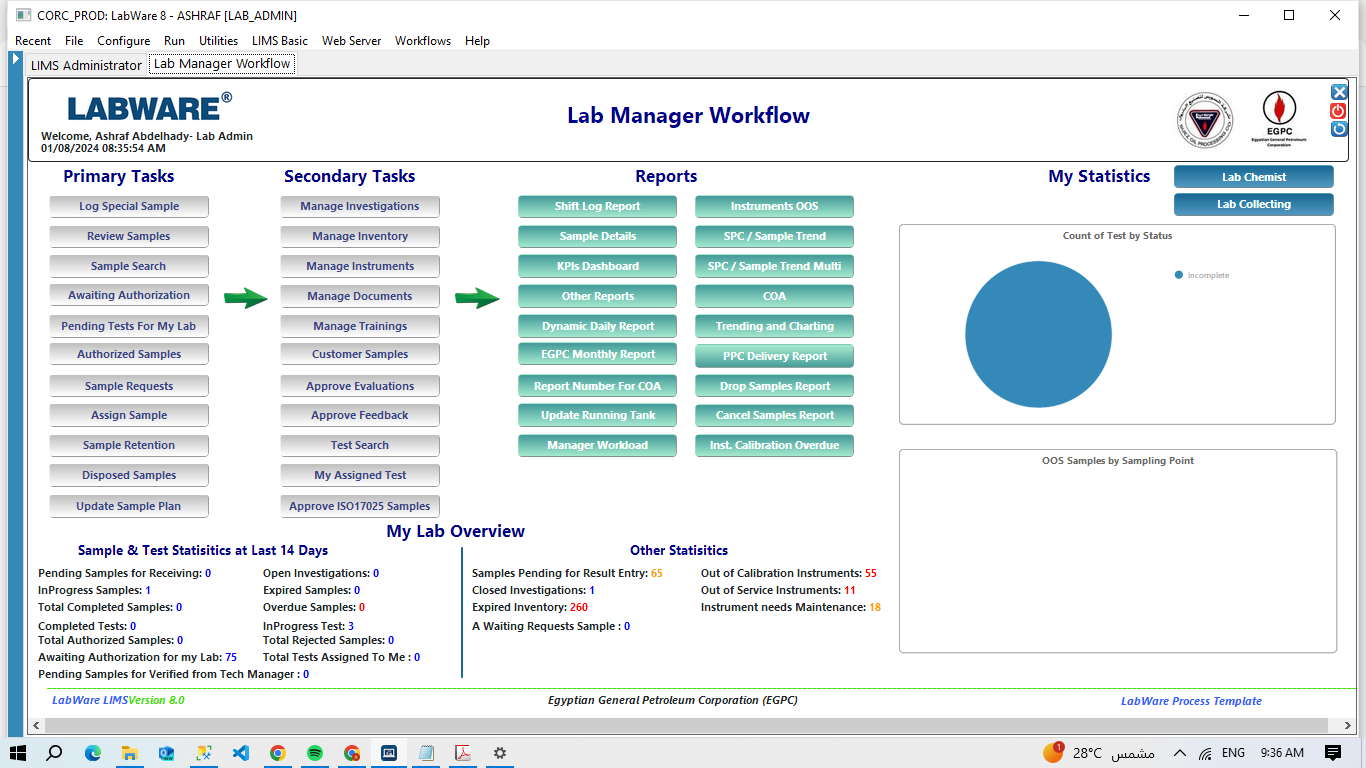 CORC_PROD: LabWare 8 - ASHRAF [LAB_ADMIN]
Recent File Configure Run Utilities LIMS Basic Web Server Workflows Help
LIMS Administrator Lab Manager Workflow
LABWARE®
Welcome, Ashraf Abdelhady- Lab Admin
01/08/2024 08:35:54 AM
Lab Manager Workflow
EGPC
Egyptian General Petroleum Corporation
Primary Tasks
Log Special Sample
Review Samples
Sample Search
Awaiting Authorization
Pending Tests For My Lab
Authorized Samples
Sample Requests
Assign Sample
Sample Retention
Disposed Samples
Update Sample Plan
Secondary Tasks
Manage Investigations
Manage Inventory
Manage Instruments
Manage Documents
Manage Trainings
Customer Samples
Approve Evaluations
Approve Feedback
Test Search
My Assigned Test
Approve ISO17025 Samples
Reports
Shift Log Report
Sample Details
KPIs Dashboard
Other Reports
Dynamic Daily Report
EGPC Monthly Report
Report Number For COA
Update Running Tank
Manager Workload
Instruments OOS
SPC / Sample Trend
SPC / Sample Trend Multi
COA
Trending and Charting
PPC Delivery Report
Drop Samples Report
Cancel Samples Report
Inst. Calibration Overdue
My Statistics
Lab Chemist
Lab Collecting
Count of Test by Status
Incomplete
OOS Samples by Sampling Point
My Lab Overview
Sample & Test Statisitics at Last 14 Days
Pending Samples for Receiving: 0
InProgress Samples: 1
Total Completed Samples: 0
Completed Tests: 0
Total Authorized Samples: 0
Awaiting Authorization for my Lab: 75
Pending Samples for Verified from Tech Manager : 0
Open Investigations: 0
Expired Samples: 0
Overdue Samples: 0
InProgress Test: 3
Total Rejected Samples: 0
Total Tests Assigned To Me : 0
Other Statisitics
Samples Pending for Result Entry: 65
Closed Investigations: 1
Expired Inventory: 260
A Waiting Requests Sample : 0
Out of Calibration Instruments: 55
Out of Service Instruments: 11
Instrument needs Maintenance: 18
LabWare LIMSVersion 8.0
Egyptian General Petroleum Corporation (EGPC)
LabWare Process Template
1
28°C مشمس
ENG
9:36 AM